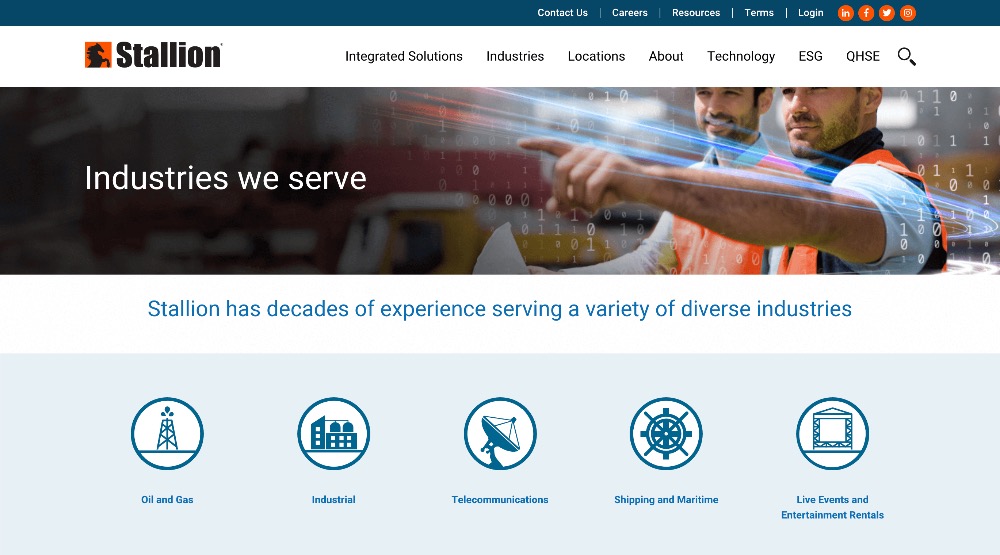 Contact Us | Careers | Resources | Terms | Login
Stallion
Integrated Solutions Industries Locations About Technology ESG QHSE
Industries we serve
Stallion has decades of experience serving a variety of diverse industries
Oil and Gas
Industrial
Telecommunications
Shipping and Maritime
Live Events and
Entertainment Rentals